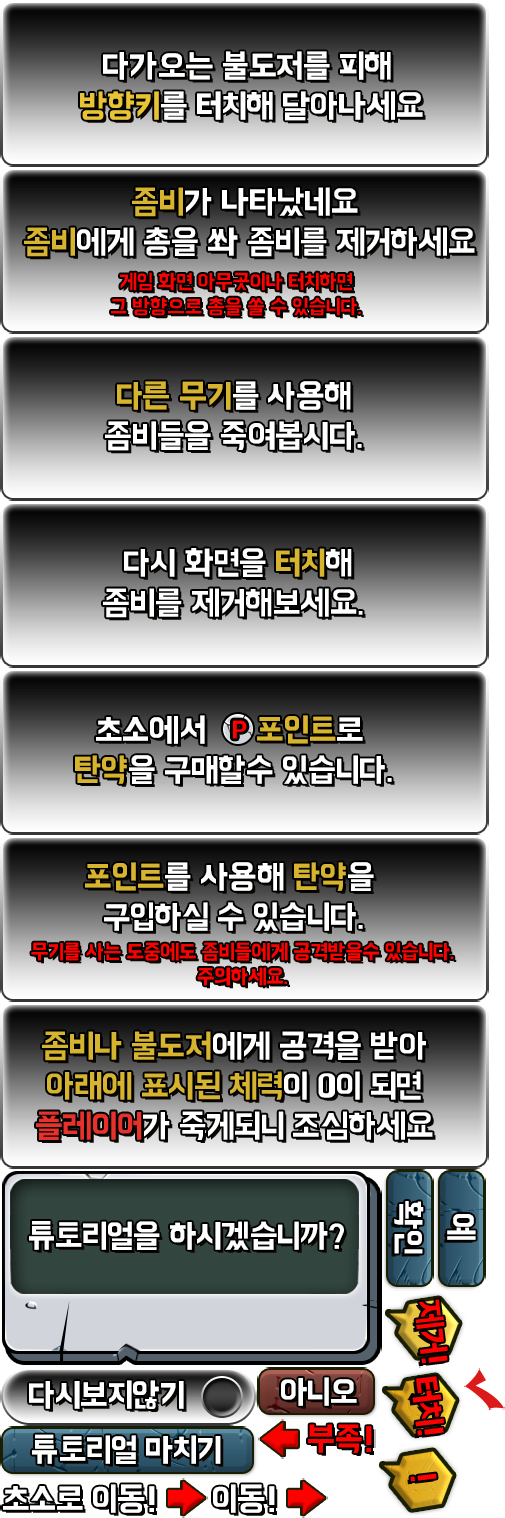 다가오는 불도저를 피해
방향키를 터치해 달아나세요
좀비가 나타났네요
좀비에게 총을 쏴 좀비를 제거하세요
게임 화면 아무곳이나 터치하면
그 방향으로 총을 쏠 수 있습니다.
다른 무기를 사용해
좀비들을 죽여봅시다.
다시 화면을 터치해
좀비를 제거해보세요.
초소에서 P포인트로
탄약을 구매할수 있습니다.
포인트를 사용해 탄약을
구입하실 수 있습니다.
무기를 사는 도중에도 좀비들에게 공격받을수 있습니다.
주의하세요.
좀비나 불도저에게 공격을 받아
아래에 표시된 체력이 0이 되면
플레이어가 죽게되니 조심하세요
튜토리얼을 하시겠습니까?
확인
예
제거!
터치!
!
다시보지않기
아니오
튜토리얼 마치기
부족!
초소로 이동!
이동!